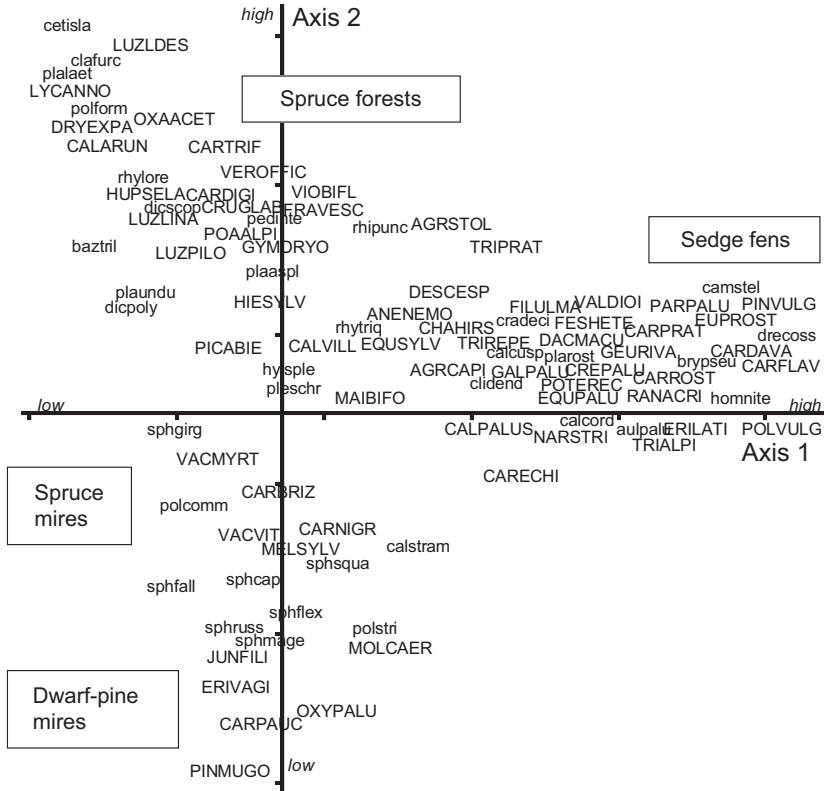 high Axis 2
cetisla
LUZLDES
clafurc
plalaet
LYCANNO
Spruce forests
polform
OXAACET
DRYEXPA
CALARUN CARTRIF
VEROFFIC
rhylore
HUPSELACARDIGI VIOBIFL
dicscopCRUGLAB FRAVESC
LUZLINA pedinte
rhipunc AGRSTOL
POAALPI
Sedge fens
baztril LUZPILO GYMDRYO TRIPRAT
plaaspl
camstel
plaundu DESCESP
dicpoly HIESYLV FILULMA VALDIOI PARPALU PINVULG
ANENEMO cradeci FESHETE EUPROST
rhytriq CHAHIRS CARPRAT drecoss
PICABIE CALVILL EQUSYLV TRIREPE DACMACU
calcusp plarost GEURIVA CARDAVA
hylsple AGRCAPI GALPALU CREPALU brypseu CARFLAV
pleschr clidend POTEREC CARROST
MAIBIFO EQUPALU RANACRI homnite
low high
sphgirg CALPALUS calcord aulpalu ERILATI POLVULG
NARSTRI TRIALPI
Axis 1
VACMYRT
CARECHI
Spruce
mires
CARBRIZ
polcomm
VACVITI CARNIGR
MELSYLV calstram
sphsqua
sphfall sphcap
sphflex
sphruss polstri
sphmage
JUNFILI MOLCAER
Dwarf-pine
mires
ERIVAGI
OXYPALU
CARPAUC
low
PINMUGO